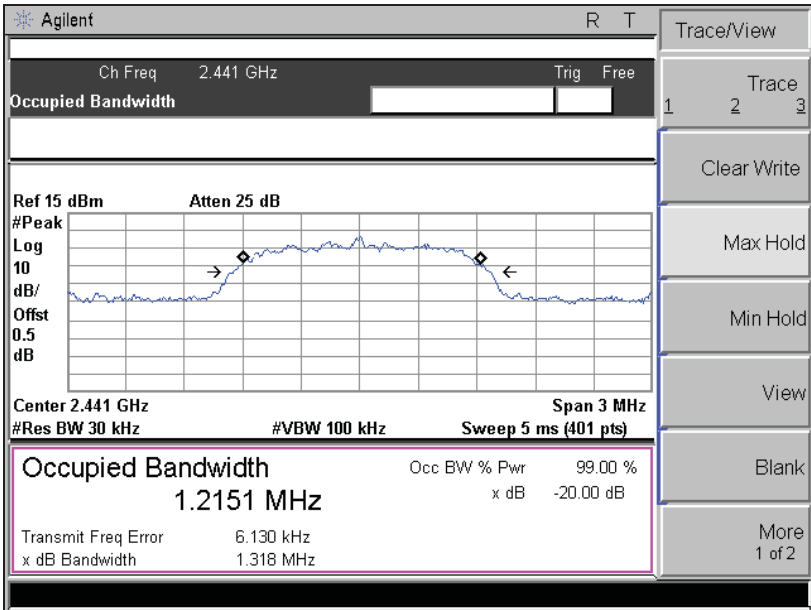 Agilent R T
Trace/View
Ch Freq 2.441 GHz Trig Free
Occupied Bandwidth
Trace
1 2 3
Clear Write
Max Hold
Min Hold
View
Blank
More
1 of 2
Ref 15 dBm Atten 25 dB
#Peak
Log
10
dB/
Offst
0.5
dB
Center 2.441 GHz Span 3 MHz
#Res BW 30 kHz #VBW 100 kHz Sweep 5 ms (401 pts)
Occupied Bandwidth Occ BW % Pwr 99.00 %
1.2151 MHz x dB -20.00 dB
Transmit Freq Error 6.130 kHz
x dB Bandwidth 1.318 MHz